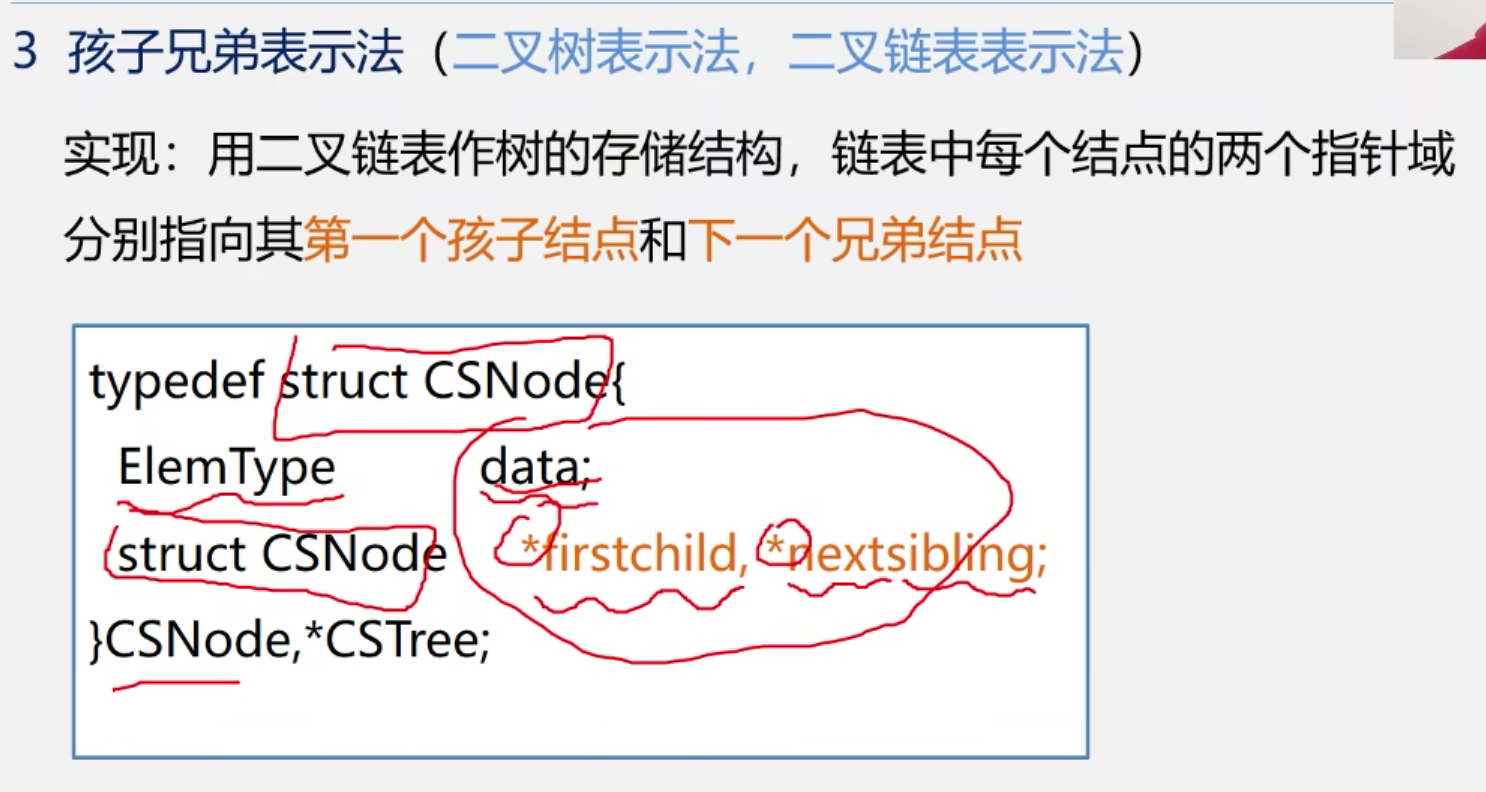 3 孩子兄弟表示法（二叉树表示法，二叉链表表示法）
实现：用二叉链表作树的存储结构，链表中每个结点的两个指针域
分别指向其第一个孩子结点和下一个兄弟结点
typedef struct CSNode{
ElemType data;
struct CSNode *firstchild, *nextsibling;
}CSNode,*CSTree;